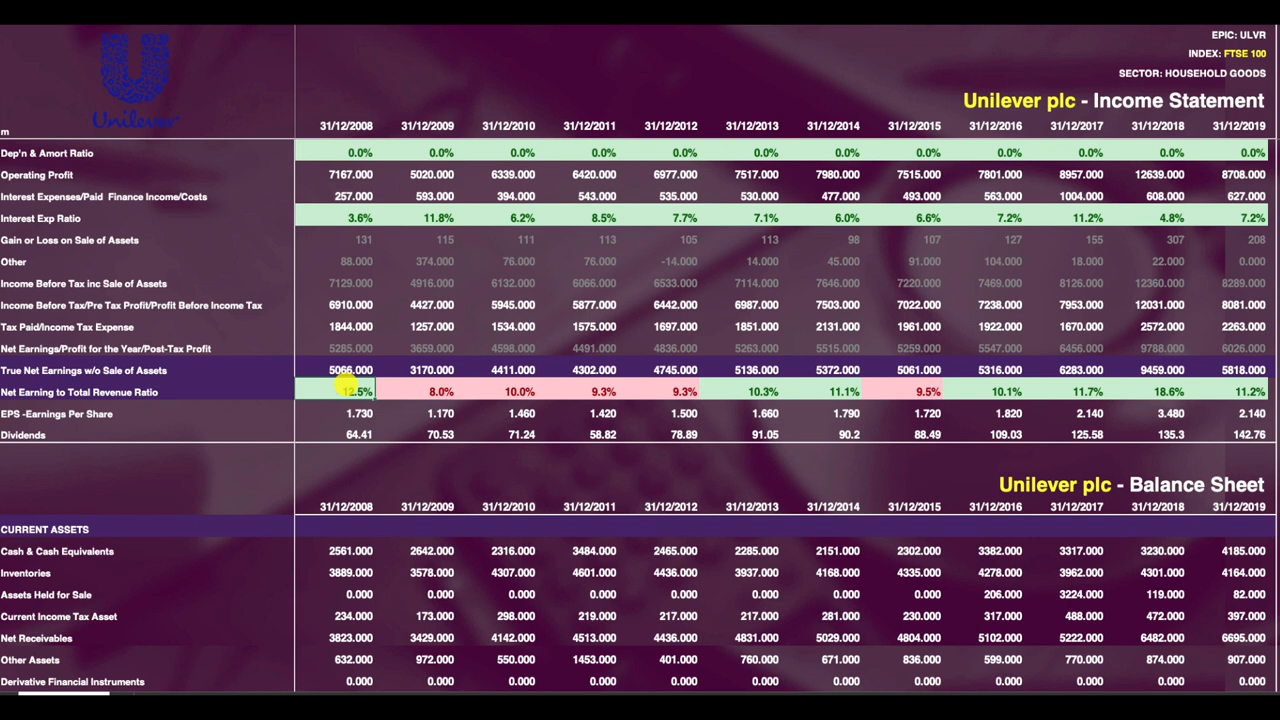 EPIC: ULVR
INDEX: FTSE 100
SECTOR: HOUSEHOLD GOODS
Unilever
Unilever plc - Income Statement
m 31/12/2008 31/12/2009 31/12/2010 31/12/2011 31/12/2012 31/12/2013 31/12/2014 31/12/2015 31/12/2016 31/12/2017 31/12/2018 31/12/2019
Dep'n & Amort Ratio 0.0% 0.0% 0.0% 0.0% 0.0% 0.0% 0.0% 0.0% 0.0% 0.0% 0.0% 0.0%
Operating Profit 7167.000 5020.000 6339.000 6420.000 6977.000 7517.000 7980.000 7515.000 7801.000 8957.000 12639.000 8708.000
Interest Expenses/Paid Finance Income/Costs 257.000 593.000 394.000 543.000 535.000 530.000 477.000 493.000 563.000 1004.000 608.000 627.000
Interest Exp Ratio 3.6% 11.8% 6.2% 8.5% 7.7% 7.1% 6.0% 6.6% 7.2% 11.2% 4.8% 7.2%
Gain or Loss on Sale of Assets 131 115 111 113 105 113 98 107 127 155 307 208
Other 88.000 374.000 76.000 76.000 -14.000 14.000 45.000 91.000 104.000 18.000 22.000 0.000
Income Before Tax inc Sale of Assets 7129.000 4916.000 6132.000 6066.000 6533.000 7114.000 7646.000 7220.000 7469.000 8126.000 12360.000 8289.000
Income Before Tax/Pre Tax Profit/Profit Before Income Tax 6910.000 4427.000 5945.000 5877.000 6442.000 6987.000 7503.000 7022.000 7238.000 7953.000 12031.000 8081.000
Tax Paid/Income Tax Expense 1844.000 1257.000 1534.000 1575.000 1697.000 1851.000 2131.000 1961.000 1922.000 1670.000 2572.000 2263.000
Net Earnings/Profit for the Year/Post-Tax Profit 5285.000 3659.000 4598.000 4491.000 4836.000 5263.000 5515.000 5259.000 5547.000 6456.000 9788.000 6026.000
True Net Earnings w/o Sale of Assets 5066.000 3170.000 4411.000 4302.000 4745.000 5136.000 5372.000 5061.000 5316.000 6283.000 9459.000 5818.000
Net Earning to Total Revenue Ratio 12.5% 8.0% 10.0% 9.3% 9.3% 10.3% 11.1% 9.5% 10.1% 11.7% 18.6% 11.2%
EPS -Earnings Per Share 1.730 1.170 1.460 1.420 1.500 1.660 1.790 1.720 1.820 2.140 3.480 2.140
Dividends 64.41 70.53 71.24 58.82 78.89 91.05 90.2 88.49 109.03 125.58 135.3 142.76
Unilever plc - Balance Sheet
31/12/2008 31/12/2009 31/12/2010 31/12/2011 31/12/2012 31/12/2013 31/12/2014 31/12/2015 31/12/2016 31/12/2017 31/12/2018 31/12/2019
CURRENT ASSETS
Cash & Cash Equivalents 2561.000 2642.000 2316.000 3484.000 2465.000 2285.000 2151.000 2302.000 3382.000 3317.000 3230.000 4185.000
Inventories 3889.000 3578.000 4307.000 4601.000 4436.000 3937.000 4168.000 4335.000 4278.000 3962.000 4301.000 4164.000
Assets Held for Sale 0.000 0.000 0.000 0.000 0.000 0.000 0.000 0.000 206.000 3224.000 119.000 82.000
Current Income Tax Asset 234.000 173.000 298.000 219.000 217.000 217.000 281.000 230.000 317.000 488.000 472.000 397.000
Net Receivables 3823.000 3429.000 4142.000 4513.000 4436.000 4831.000 5029.000 4804.000 5102.000 5222.000 6482.000 6695.000
Other Assets 632.000 972.000 550.000 1453.000 401.000 760.000 671.000 836.000 599.000 770.000 874.000 907.000
Derivative Financial Instruments 0.000 0.000 0.000 0.000 0.000 0.000 0.000 0.000 0.000 0.000 0.000 0.000